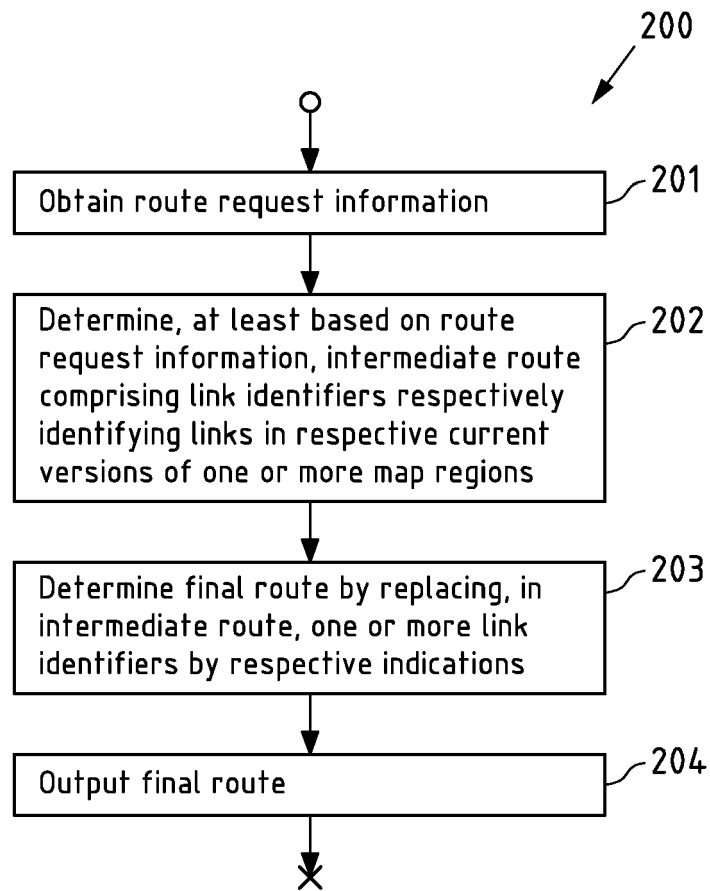 200
Obtain route request information
201
Determine, at least based on route
request information, intermediate route
comprising link identifiers respectively
identifying links in respective current
versions of one or more map regions
202
Determine final route by replacing, in
intermediate route, one or more link
identifiers by respective indications
203
Output final route
204